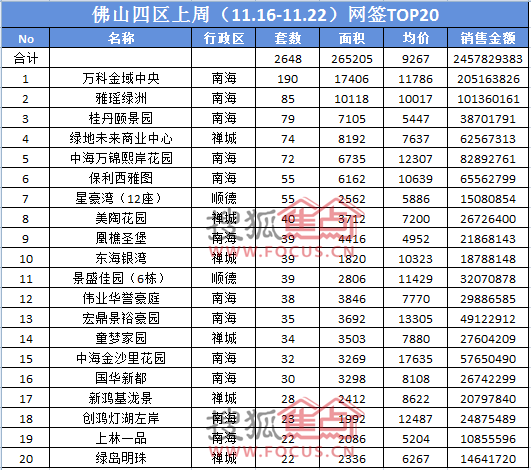 佛山四区上周（11.16-11.22）网签TOP20
No 名称 行政区 套数 面积 均价 销售金额
合计 2648 265205 9267 2457829383
1 万科金域中央 南海 190 17406 11786 205163826
2 雅瑶绿洲 南海 85 10118 10017 101360161
3 桂丹颐景园 南海 79 7105 5447 38701791
4 绿地未来商业中心 禅城 74 8192 7637 62567313
5 中海万锦熙岸花园 南海 72 6735 12307 82892761
6 保利西雅图 南海 55 6162 10639 65562799
7 星豪湾（12座） 顺德 55 2562 5886 15080854
8 美陶花园 禅城 40 3712 7200 26726400
9 凰樵圣堡 南海 39 4416 4952 21868143
10 东海银湾 禅城 39 1820 10323 18788148
11 景盛佳园（6栋） 顺德 39 2806 11429 32070878
12 伟业华誉豪庭 南海 38 3846 7770 29886585
13 宏鼎景裕豪园 南海 35 3692 13305 49122912
14 童梦家园 禅城 34 3503 7880 27604209
15 中海金沙里花园 南海 32 3269 17635 57650490
16 国华新都 南海 30 3298 8108 26742299
17 新鸿基泷景 禅城 28 2412 8622 20797840
18 创鸿灯湖左岸 南海 23 1992 12487 24875489
19 上林一品 南海 22 2086 5204 10855596
20 绿岛明珠 禅城 22 2336 6267 14641720
搜狐焦点
WWW.FOCUS.CN
搜狐焦点
WWW.FOCUS.CN